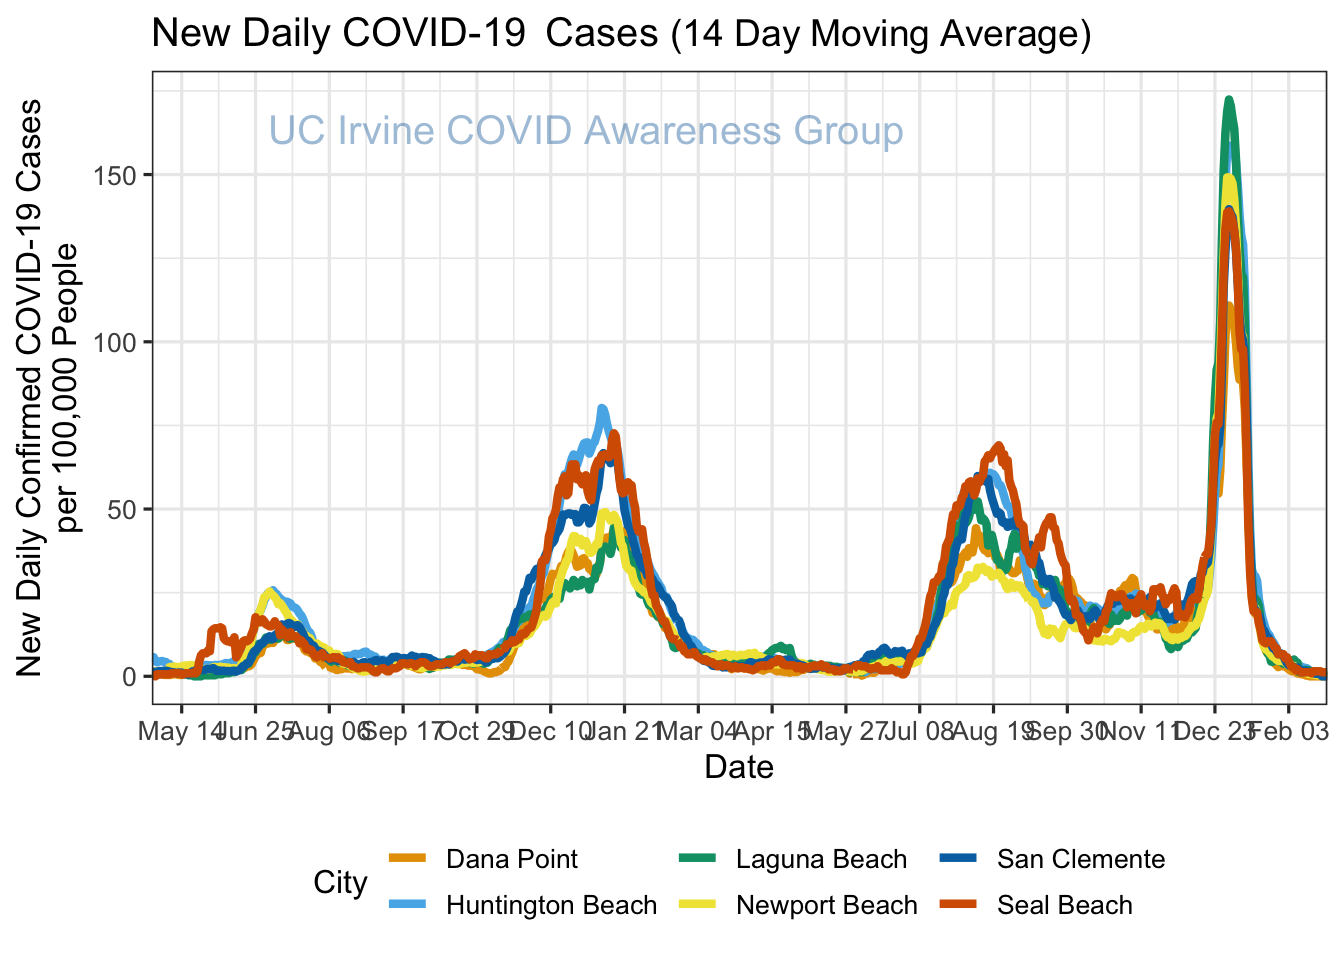 New Daily COVID-19 Cases (14 Day Moving Average)
UC Irvine COVID Awareness Group
New Daily Confirmed COVID-19 Cases
per 100,000 People
150
100
50
0
May 14 Jun 25 Aug 06 Sep 17 Oct 29 Dec 10 Jan 21 Mar 04 Apr 15 May 27 Jul 08 Aug 19 Sep 30 Nov 11 Dec 23 Feb 03
Date
City
Dana Point Laguna Beach San Clemente
Huntington Beach Newport Beach Seal Beach